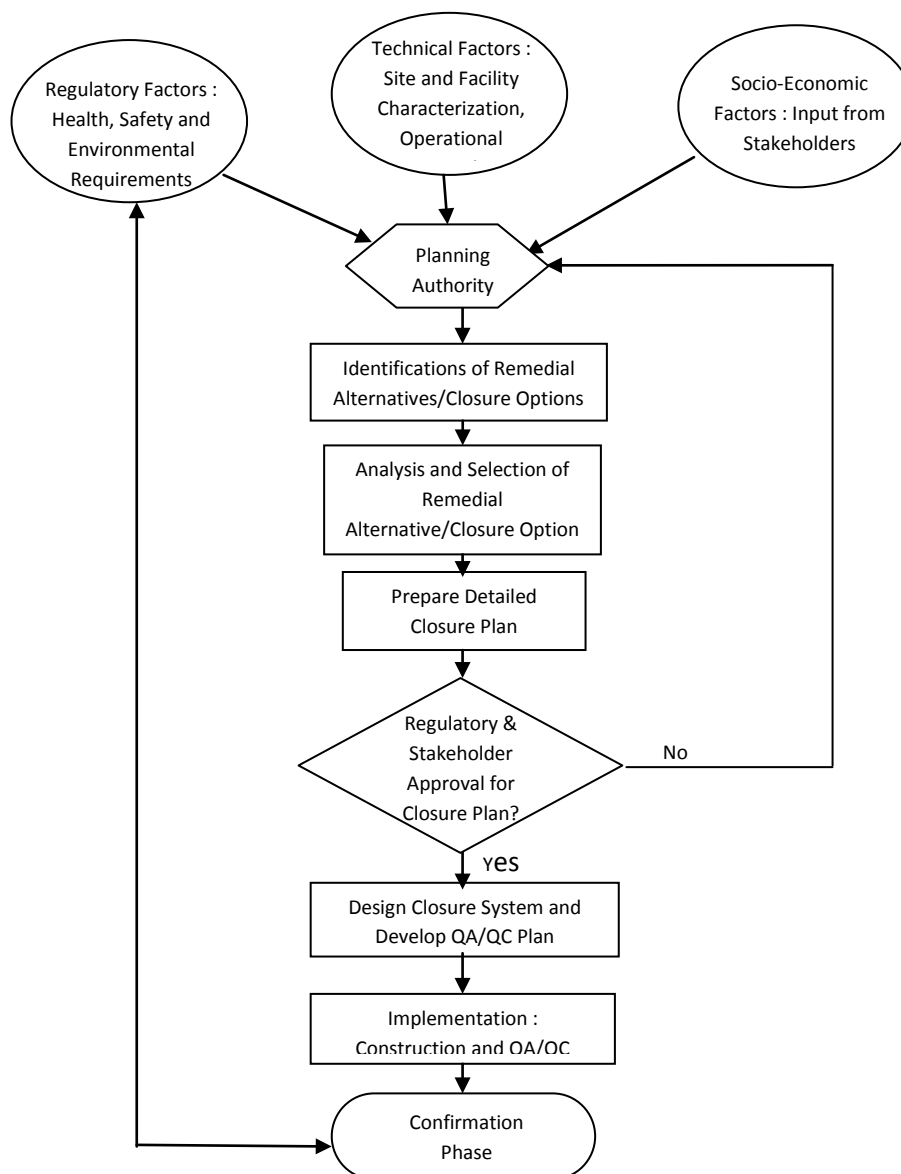 Regulatory Factors :
Health, Safety and
Environmental
Requirements
Technical Factors :
Site and Facility
Characterization,
Operational
Socio-Economic
Factors : Input from
Stakeholders
Planning
Authority
Identifications of Remedial
Alternatives/Closure Options
Analysis and Selection of
Remedial
Alternative/Closure Option
Prepare Detailed
Closure Plan
Regulatory &
Stakeholder
Approval for
Closure Plan?
No
Yes
Design Closure System and
Develop QA/QC Plan
Implementation :
Construction and QA/QC
Confirmation
Phase